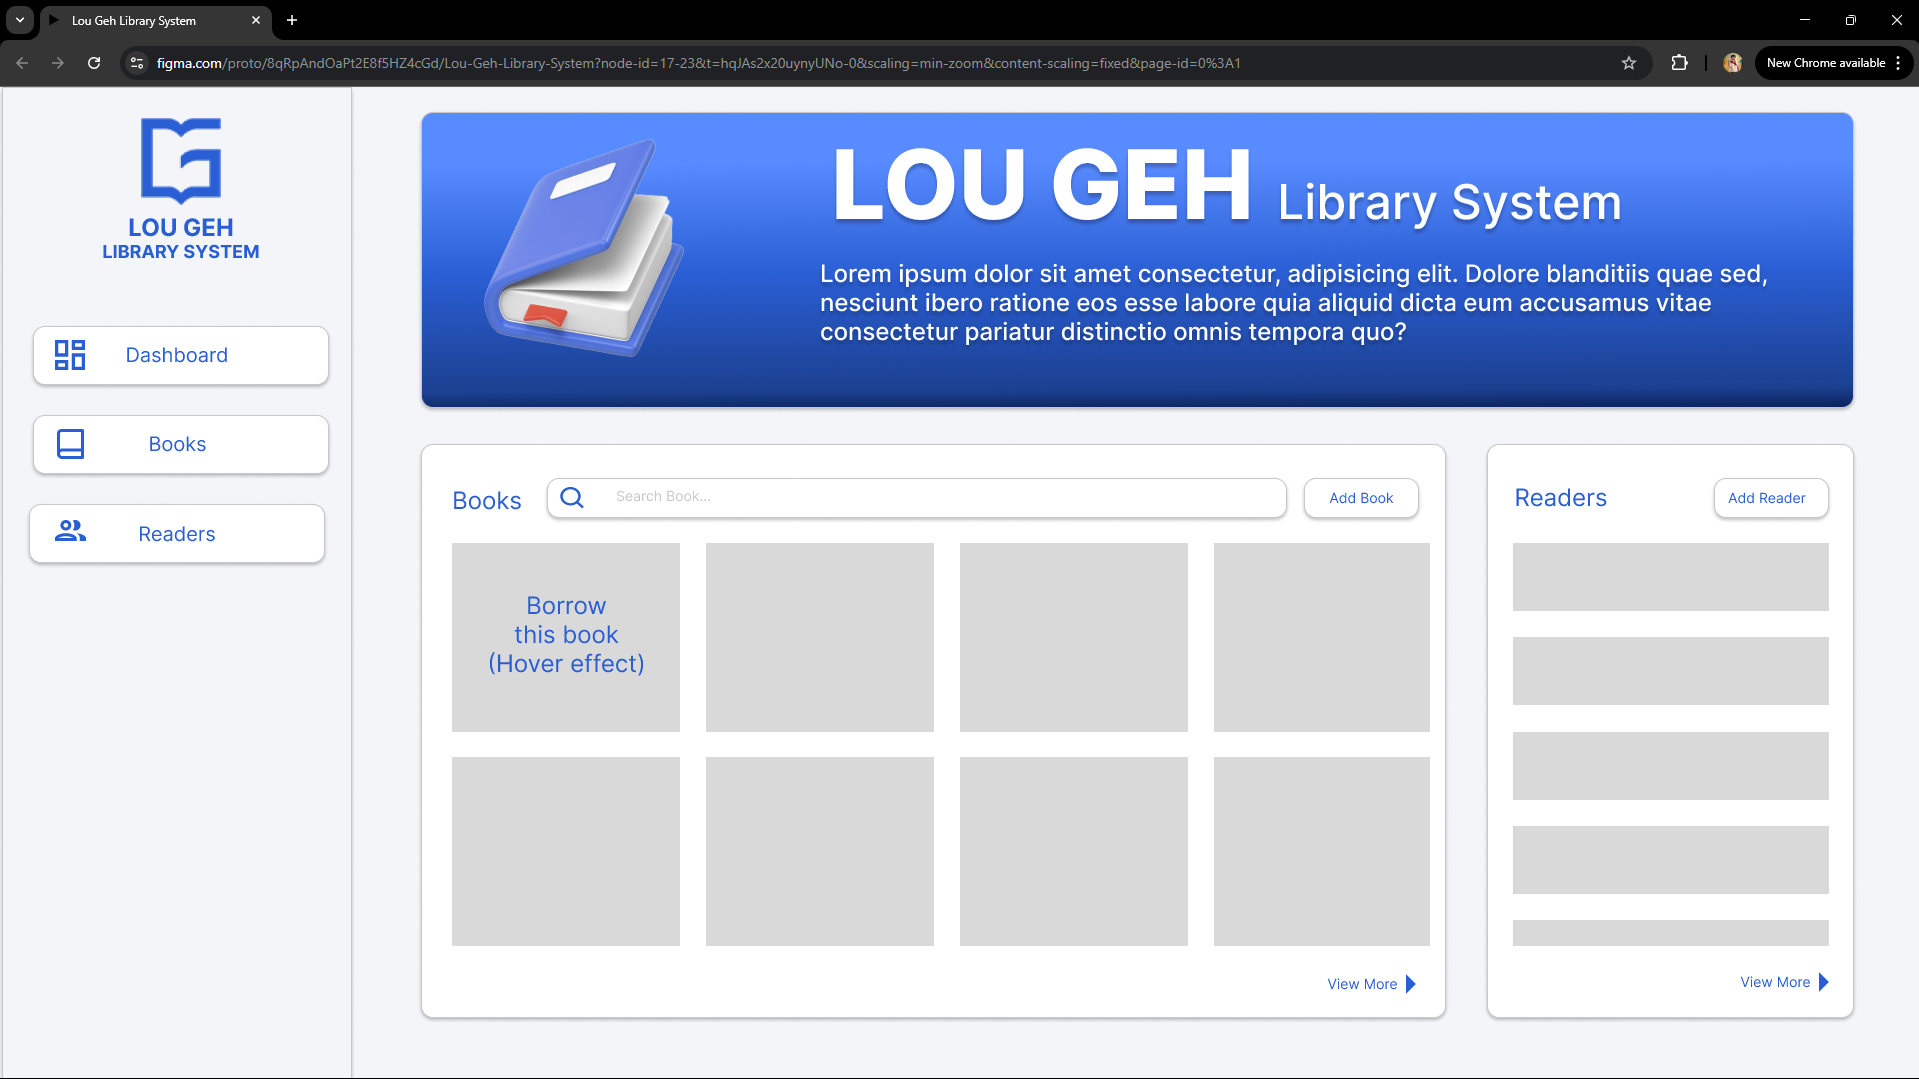 Lou Geh Library System
figma.com/proto/8qRpAndOaPt2E8f5HZ4cGd/Lou-Geh-Library-System?node-id=17-23&t=hqJAs2x20uynyUNo-0&scaling=min-zoom&content-scaling=fixed&page-id=0%3A1
New Chrome available
LOU GEH
LIBRARY SYSTEM
Dashboard
Books
Readers
LOU GEH Library System
Lorem ipsum dolor sit amet consectetur, adipisicing elit. Dolore blanditiis quae sed,
nesciunt ibero ratione eos esse labore quia aliquid dicta eum accusamus vitae
consectetur pariatur distinctio omnis tempora quo?
Books
Search Book...
Add Book
Borrow
this book
(Hover effect)
View More
Readers
Add Reader
View More